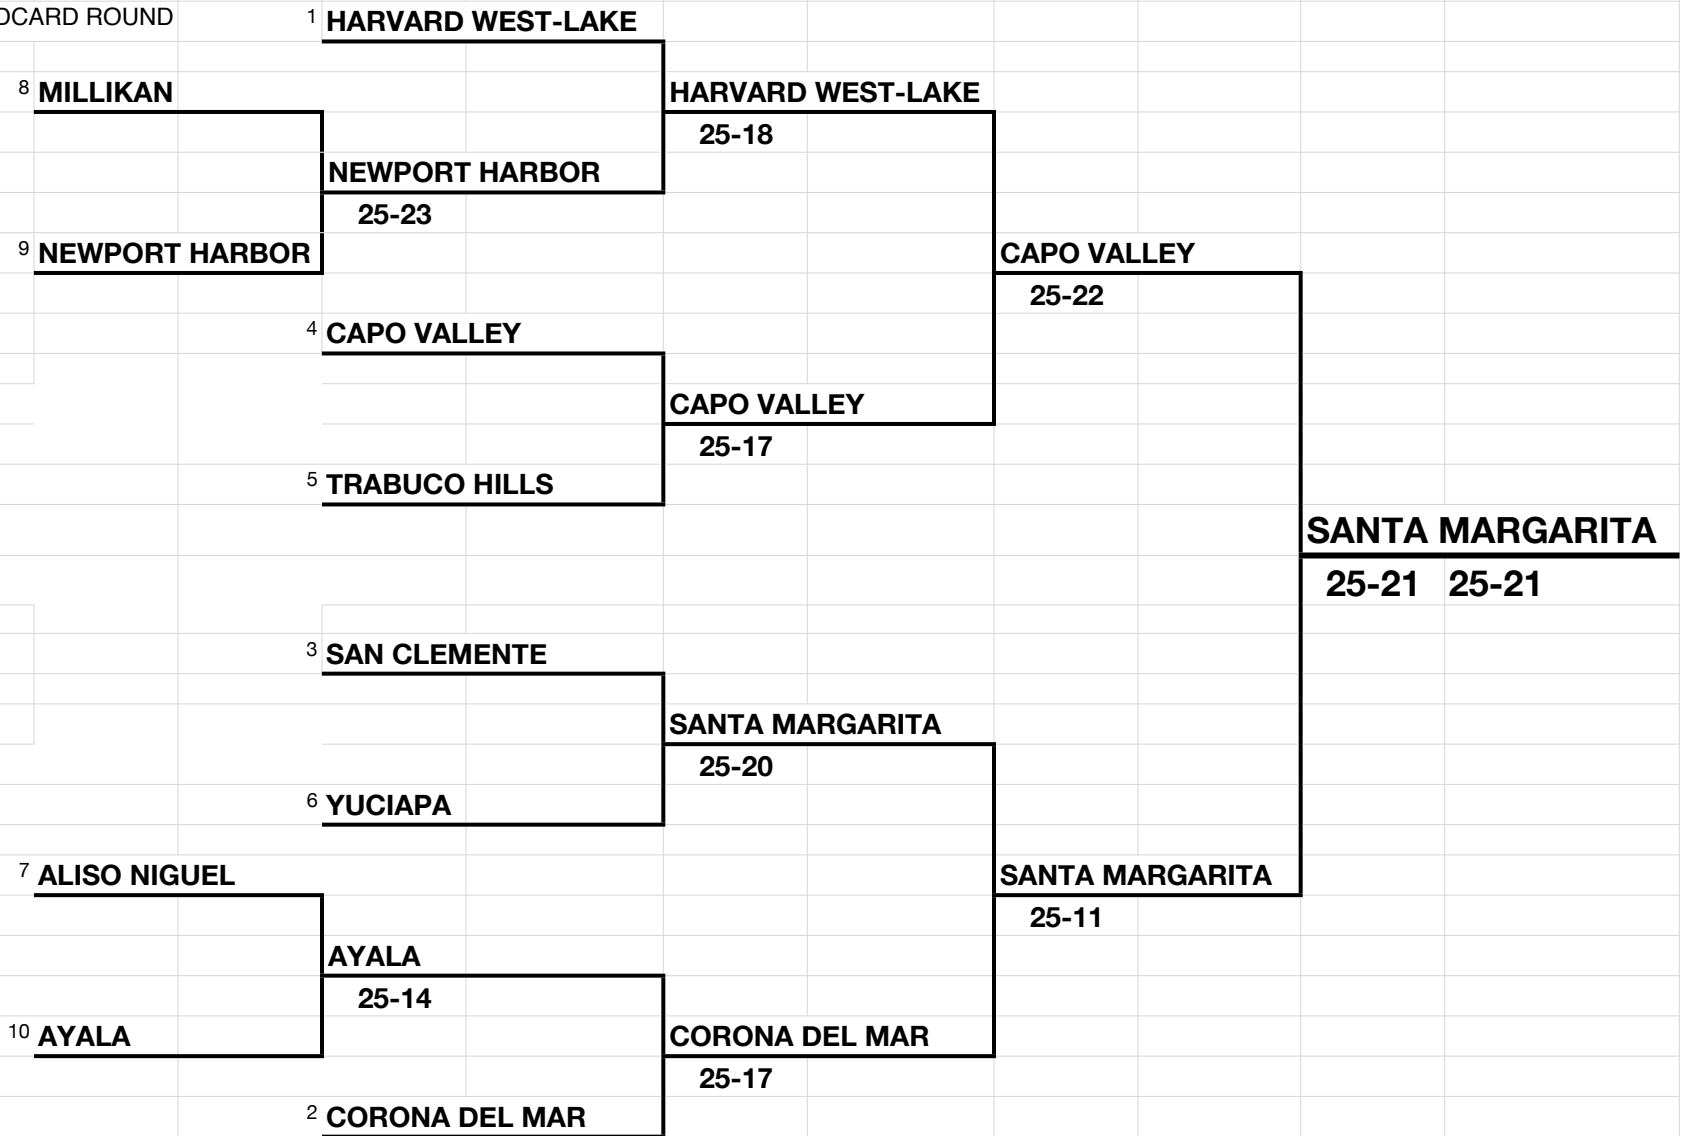 DCARD ROUND
1 HARVARD WEST-LAKE
8 MILLIKAN
HARVARD WEST-LAKE
25-18
NEWPORT HARBOR
25-23
9 NEWPORT HARBOR
CAPO VALLEY
25-22
4 CAPO VALLEY
CAPO VALLEY
25-17
5 TRABUCO HILLS
SANTA MARGARITA
25-21 25-21
3 SAN CLEMENTE
SANTA MARGARITA
25-20
6 YUCIAPA
7 ALISO NIGUEL
SANTA MARGARITA
25-11
AYALA
25-14
10 AYALA
CORONA DEL MAR
25-17
2 CORONA DEL MAR